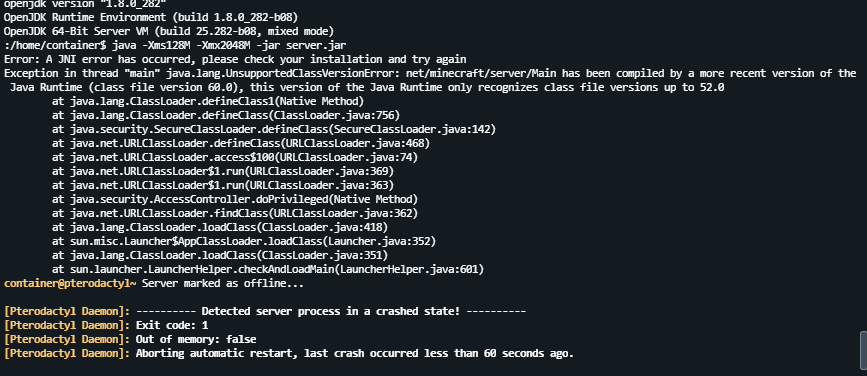 openjdk version "1.8.0_282"
OpenJDK Runtime Environment (build 1.8.0_282-b08)
OpenJDK 64-Bit Server VM (build 25.282-b08, mixed mode)
:/home/container$ java -Xms128M -Xmx2048M -jar server.jar
Error: A JNI error has occurred, please check your installation and try again
Exception in thread "main" java.lang.UnsupportedClassVersionError: net/minecraft/server/Main has been compiled by a more recent version of the
Java Runtime (class file version 60.0), this version of the Java Runtime only recognizes class file versions up to 52.0
at java.lang.ClassLoader.defineClass1(Native Method)
at java.lang.ClassLoader.defineClass(ClassLoader.java:756)
at java.security.SecureClassLoader.defineClass(SecureClassLoader.java:142)
at java.net.URLClassLoader.defineClass(URLClassLoader.java:468)
at java.net.URLClassLoader.access$100(URLClassLoader.java:74)
at java.net.URLClassLoader$1.run(URLClassLoader.java:369)
at java.net.URLClassLoader$1.run(URLClassLoader.java:363)
at java.security.AccessController.doPrivileged(Native Method)
at java.net.URLClassLoader.findClass(URLClassLoader.java:362)
at java.lang.ClassLoader.loadClass(ClassLoader.java:418)
at sun.misc.Launcher$AppClassLoader.loadClass(Launcher.java:352)
at java.lang.ClassLoader.loadClass(ClassLoader.java:351)
at sun.launcher.LauncherHelper.checkAndLoadMain(LauncherHelper.java:601)
container@pterodactyl~ Server marked as offline...
[Pterodactyl Daemon]: ---------- Detected server process in a crashed state! ----------
[Pterodactyl Daemon]: Exit code: 1
[Pterodactyl Daemon]: Out of memory: false
[Pterodactyl Daemon]: Aborting automatic restart, last crash occurred less than 60 seconds ago.